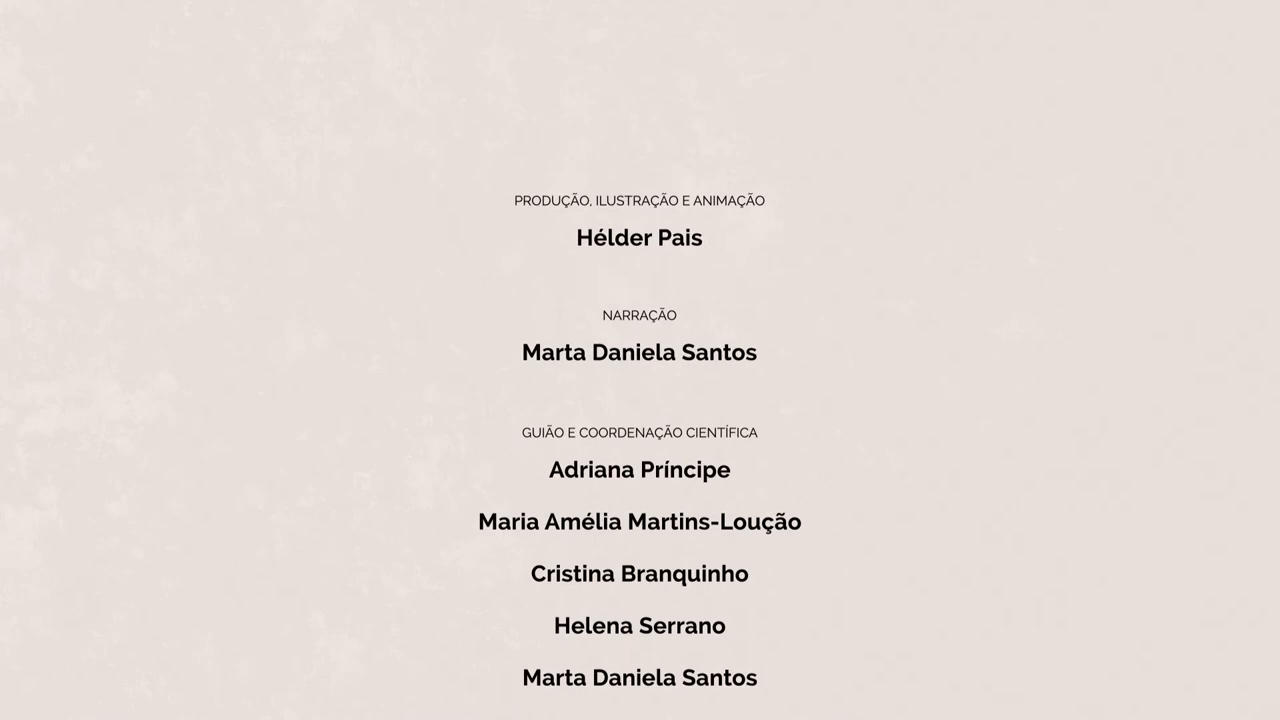 PRODUÇÃO, ILUSTRAÇÃO E ANIMAÇÃO
Hélder Pais
NARRAÇÃO
Marta Daniela Santos
GUIÃO E COORDENAÇÃO CIENTÍFICA
Adriana Príncipe
Maria Amélia Martins-Loução
Cristina Branquinho
Helena Serrano
Marta Daniela Santos